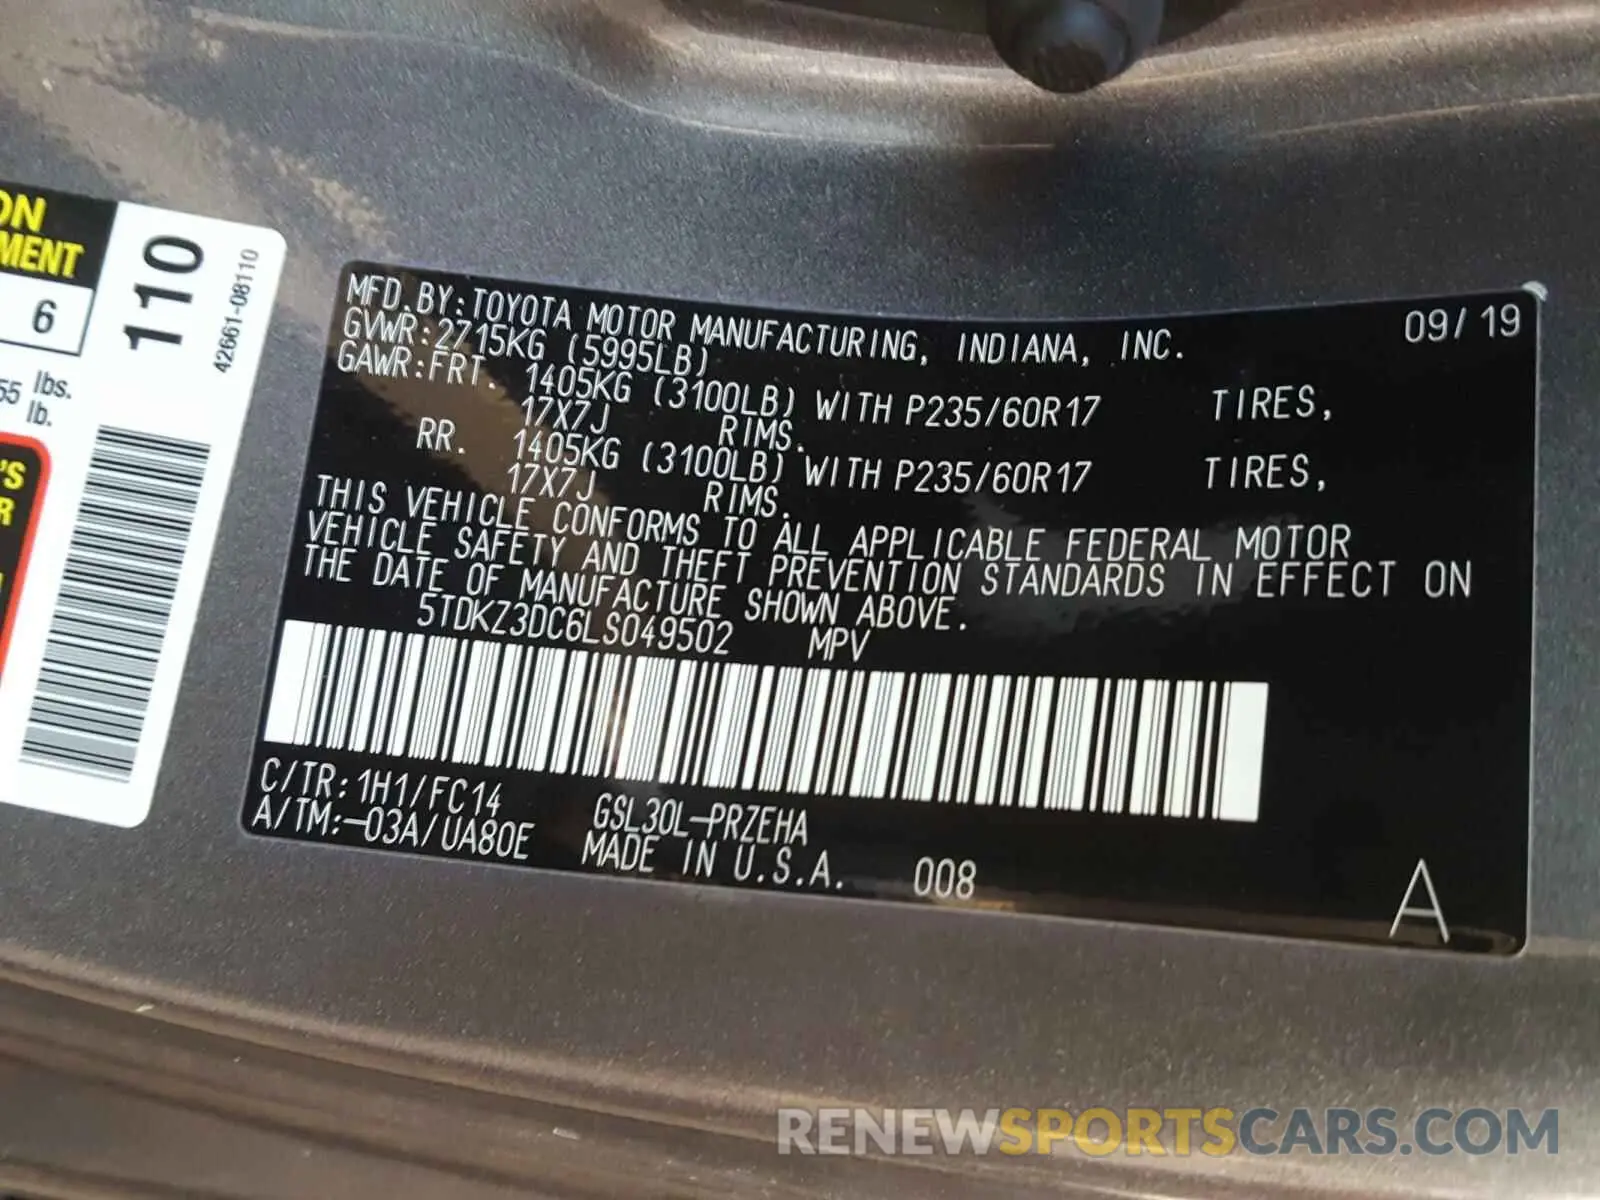 ON
MENT
6
55 lbs.
lb.
'S
R
110
42661-08110
MFD. BY: TOYOTA MOTOR MANUFACTURING, INDIANA, INC. 09/19
GVWR: 2715KG (5995LB)
GAWR: FRT. 1405KG (3100LB) WITH P235/60R17 TIRES,
17X7J RIMS.
RR. 1405KG (3100LB) WITH P235/60R17 TIRES,
17X7J RIMS.
THIS VEHICLE CONFORMS TO ALL APPLICABLE FEDERAL MOTOR
VEHICLE SAFETY AND THEFT PREVENTION STANDARDS IN EFFECT ON
THE DATE OF MANUFACTURE SHOWN ABOVE.
5TDKZ3DC6LS049502 MPV
C/TR: 1H1/FC14 GSL30L-PRZEHA
A/TM: -03A/UA80E MADE IN U.S.A. 008
A
RENEWSPORTSCARS.COM